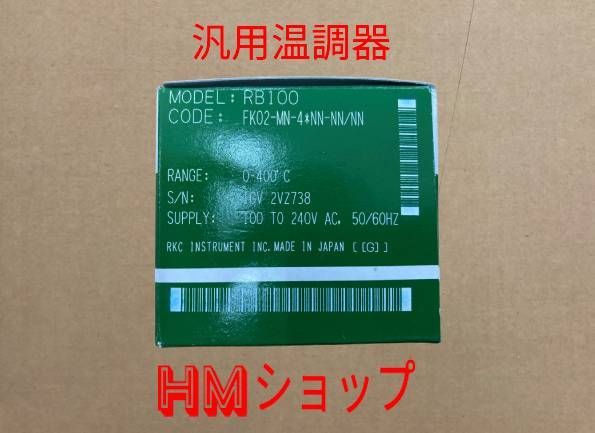 汎用温調器
MODEL: RB100
CODE: FK02-MN-4*NN-NN/NN
RANGE: 0-400°C
S/N: 2VZ738
SUPPLY: 100 TO 240V AC, 50/60HZ
RKC INSTRUMENT INC. MADE IN JAPAN [ [G] ]
HMショップ